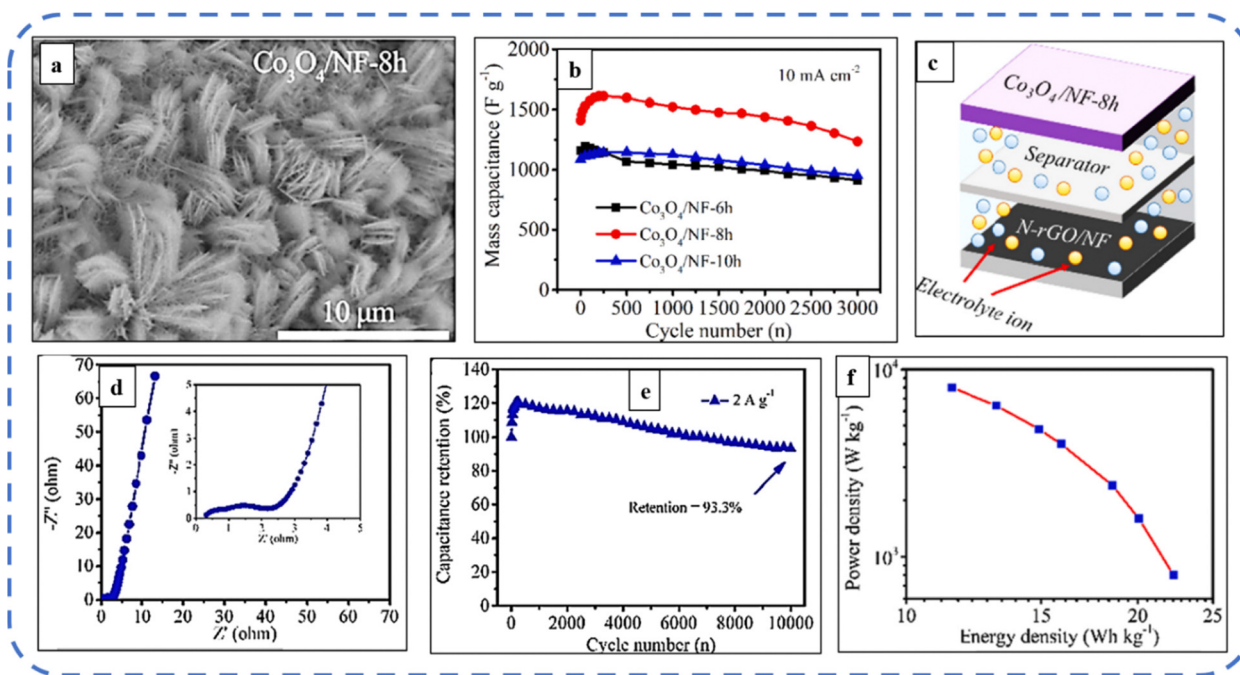 a
Co₃O₄/NF-8h
10 μm
b
10 mA cm⁻²
Mass capacitance (F g⁻¹)
2000
1500
1000
500
0
Co₃O₄/NF-6h
Co₃O₄/NF-8h
Co₃O₄/NF-10h
0 500 1000 1500 2000 2500 3000
Cycle number (n)
c
Co₃O₄/NF-8h
Separator
N-rGO/NF
Electrolyte ion
d
-Z'' (ohm)
70
60
50
40
30
20
10
0
0 10 20 30 40 50 60 70
Z' (ohm)
-Z'' (ohm)
5
4
3
2
1
0
0 1 2 3 4 5
Z' (ohm)
e
Capacitance retention (%)
140
120
100
80
60
40
20
0
2 A g⁻¹
Retention = 93.3%
0 2000 4000 6000 8000 10000
Cycle number (n)
f
Power density (W kg⁻¹)
10⁴
10³
10 15 20 25
Energy density (Wh kg⁻¹)